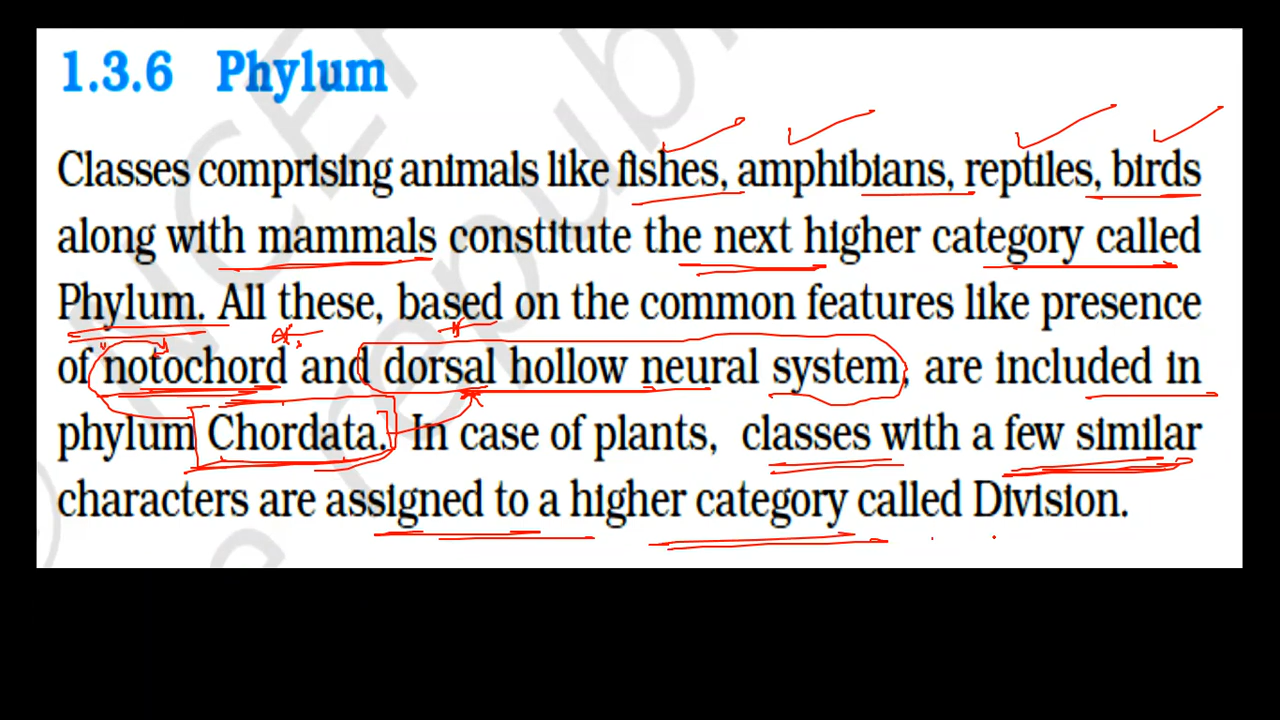 1.3.6 Phylum
Classes comprising animals like fishes, amphibians, reptiles, birds
along with mammals constitute the next higher category called
Phylum. All these, based on the common features like presence
of notochord and dorsal hollow neural system, are included in
phylum Chordata. In case of plants, classes with a few similar
characters are assigned to a higher category called Division.